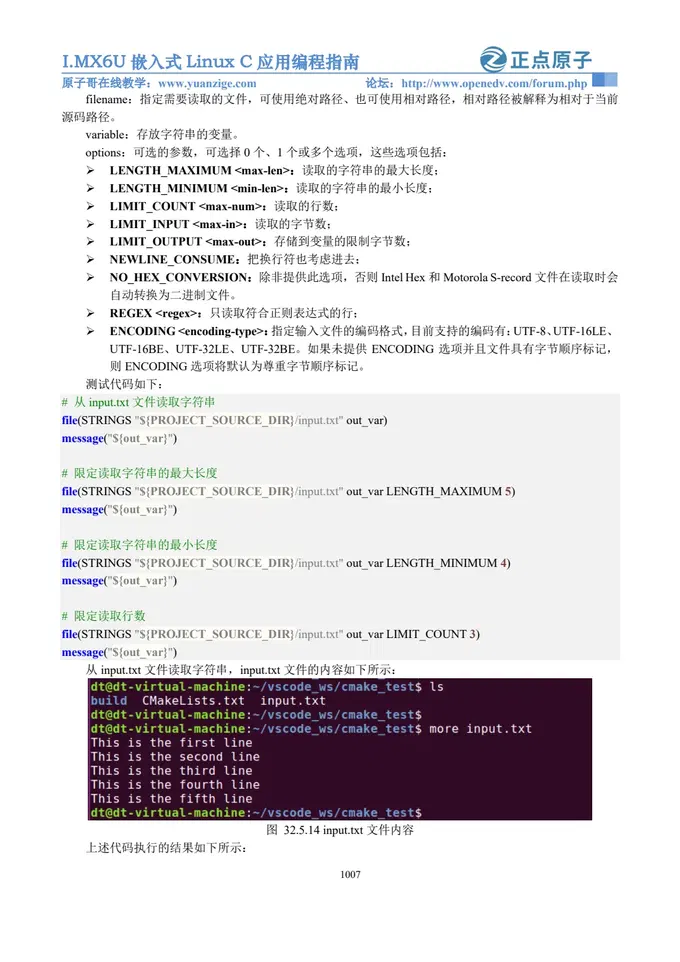 I.MX6U 嵌入式 Linux C 应用编程指南
正点原子
原子哥在线教学：www.yuanzige.com 论坛：http://www.openedv.com/forum.php
filename：指定需要读取的文件，可使用绝对路径、也可使用相对路径，相对路径被解释为相对于当前
源码路径。
variable：存放字符串的变量。
options：可选的参数，可选择 0 个、1 个或多个选项，这些选项包括：
➢ LENGTH_MAXIMUM <max-len>：读取的字符串的最大长度；
➢ LENGTH_MINIMUM <min-len>：读取的字符串的最小长度；
➢ LIMIT_COUNT <max-num>：读取的行数；
➢ LIMIT_INPUT <max-in>：读取的字节数；
➢ LIMIT_OUTPUT <max-out>：存储到变量的限制字节数；
➢ NEWLINE_CONSUME：把换行符也考虑进去；
➢ NO_HEX_CONVERSION：除非提供此选项，否则 Intel Hex 和 Motorola S-record 文件在读取时会
自动转换为二进制文件。
➢ REGEX <regex>：只读取符合正则表达式的行；
➢ ENCODING <encoding-type>：指定输入文件的编码格式，目前支持的编码有：UTF-8、UTF-16LE、
UTF-16BE、UTF-32LE、UTF-32BE。如果未提供 ENCODING 选项并且文件具有字节顺序标记，
则 ENCODING 选项将默认为尊重字节顺序标记。
测试代码如下：
# 从 input.txt 文件读取字符串
file(STRINGS "${PROJECT_SOURCE_DIR}/input.txt" out_var)
message("${out_var}")
# 限定读取字符串的最大长度
file(STRINGS "${PROJECT_SOURCE_DIR}/input.txt" out_var LENGTH_MAXIMUM 5)
message("${out_var}")
# 限定读取字符串的最小长度
file(STRINGS "${PROJECT_SOURCE_DIR}/input.txt" out_var LENGTH_MINIMUM 4)
message("${out_var}")
# 限定读取行数
file(STRINGS "${PROJECT_SOURCE_DIR}/input.txt" out_var LIMIT_COUNT 3)
message("${out_var}")
从 input.txt 文件读取字符串，input.txt 文件的内容如下所示：
dt@dt-virtual-machine:~/vscode_ws/cmake_test$ ls
build CMakeLists.txt input.txt
dt@dt-virtual-machine:~/vscode_ws/cmake_test$
dt@dt-virtual-machine:~/vscode_ws/cmake_test$ more input.txt
This is the first line
This is the second line
This is the third line
This is the fourth line
This is the fifth line
dt@dt-virtual-machine:~/vscode_ws/cmake_test$
图 32.5.14 input.txt 文件内容
上述代码执行的结果如下所示：
1007